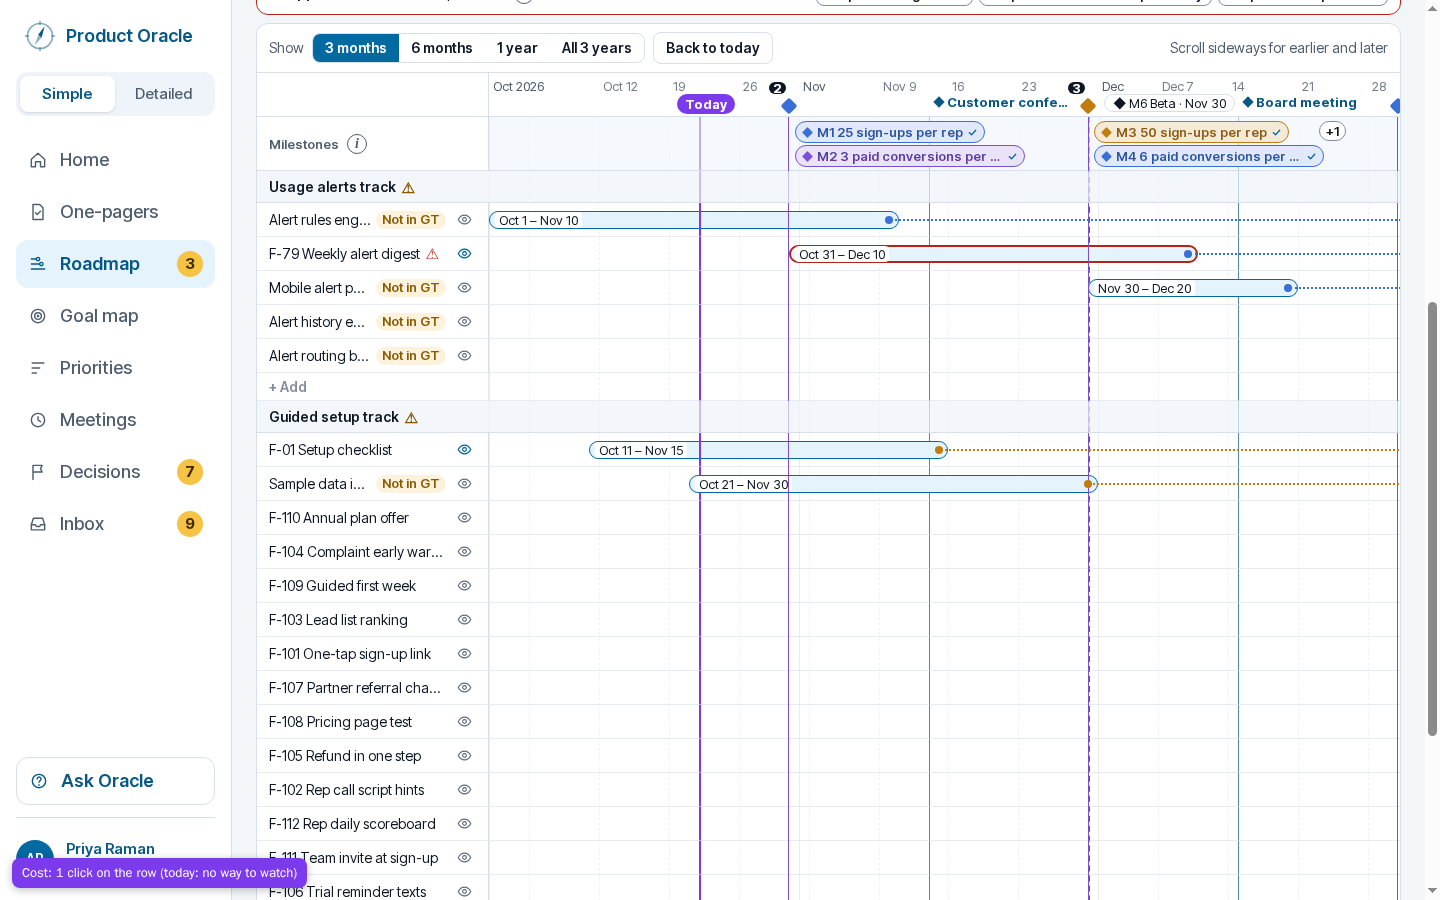 Product Oracle
Simple
Detailed
Home
One-pagers
Roadmap
3
Goal map
Priorities
Meetings
Decisions
7
Inbox
9
Ask Oracle
Priya Raman
Cost: 1 click on the row (today: no way to watch)
Show
3 months
6 months
1 year
All 3 years
Back to today
Scroll sideways for earlier and later
Oct 2026
Oct 12
19
26
2
Nov
Nov 9
16
23
3
Dec
Dec 7
14
21
28
Today
Customer confe...
M6 Beta · Nov 30
Board meeting
Milestones
i
M1 25 sign-ups per rep ✓
M3 50 sign-ups per rep ✓
+1
M2 3 paid conversions per ... ✓
M4 6 paid conversions per ... ✓
Usage alerts track ⚠
Alert rules eng... Not in GT
Oct 1 – Nov 10
F-79 Weekly alert digest ⚠
Oct 31 – Dec 10
Mobile alert p... Not in GT
Nov 30 – Dec 20
Alert history e... Not in GT
Alert routing b... Not in GT
+ Add
Guided setup track ⚠
F-01 Setup checklist
Oct 11 – Nov 15
Sample data i... Not in GT
Oct 21 – Nov 30
F-110 Annual plan offer
F-104 Complaint early war...
F-109 Guided first week
F-103 Lead list ranking
F-101 One-tap sign-up link
F-107 Partner referral cha...
F-108 Pricing page test
F-105 Refund in one step
F-102 Rep call script hints
F-112 Rep daily scoreboard
F-111 Team invite at sign-up
F-106 Trial reminder texts